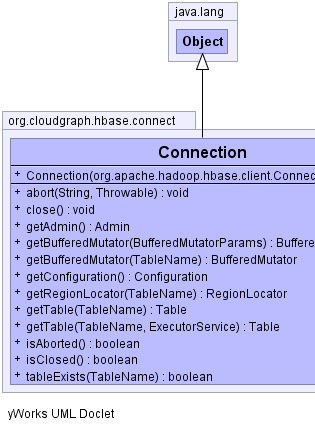 java.lang
Object
org.cloudgraph.hbase.connect
Connection
+ Connection(org.apache.hadoop.hbase.client.Connec
+ abort(String, Throwable) : void
+ close() : void
+ getAdmin() : Admin
+ getBufferedMutator(BufferedMutatorParams) : Buffere
+ getBufferedMutator(TableName) : BufferedMutator
+ getConfiguration() : Configuration
+ getRegionLocator(TableName) : RegionLocator
+ getTable(TableName) : Table
+ getTable(TableName, ExecutorService) : Table
+ isAborted() : boolean
+ isClosed() : boolean
+ tableExists(TableName) : boolean
yWorks UML Doclet